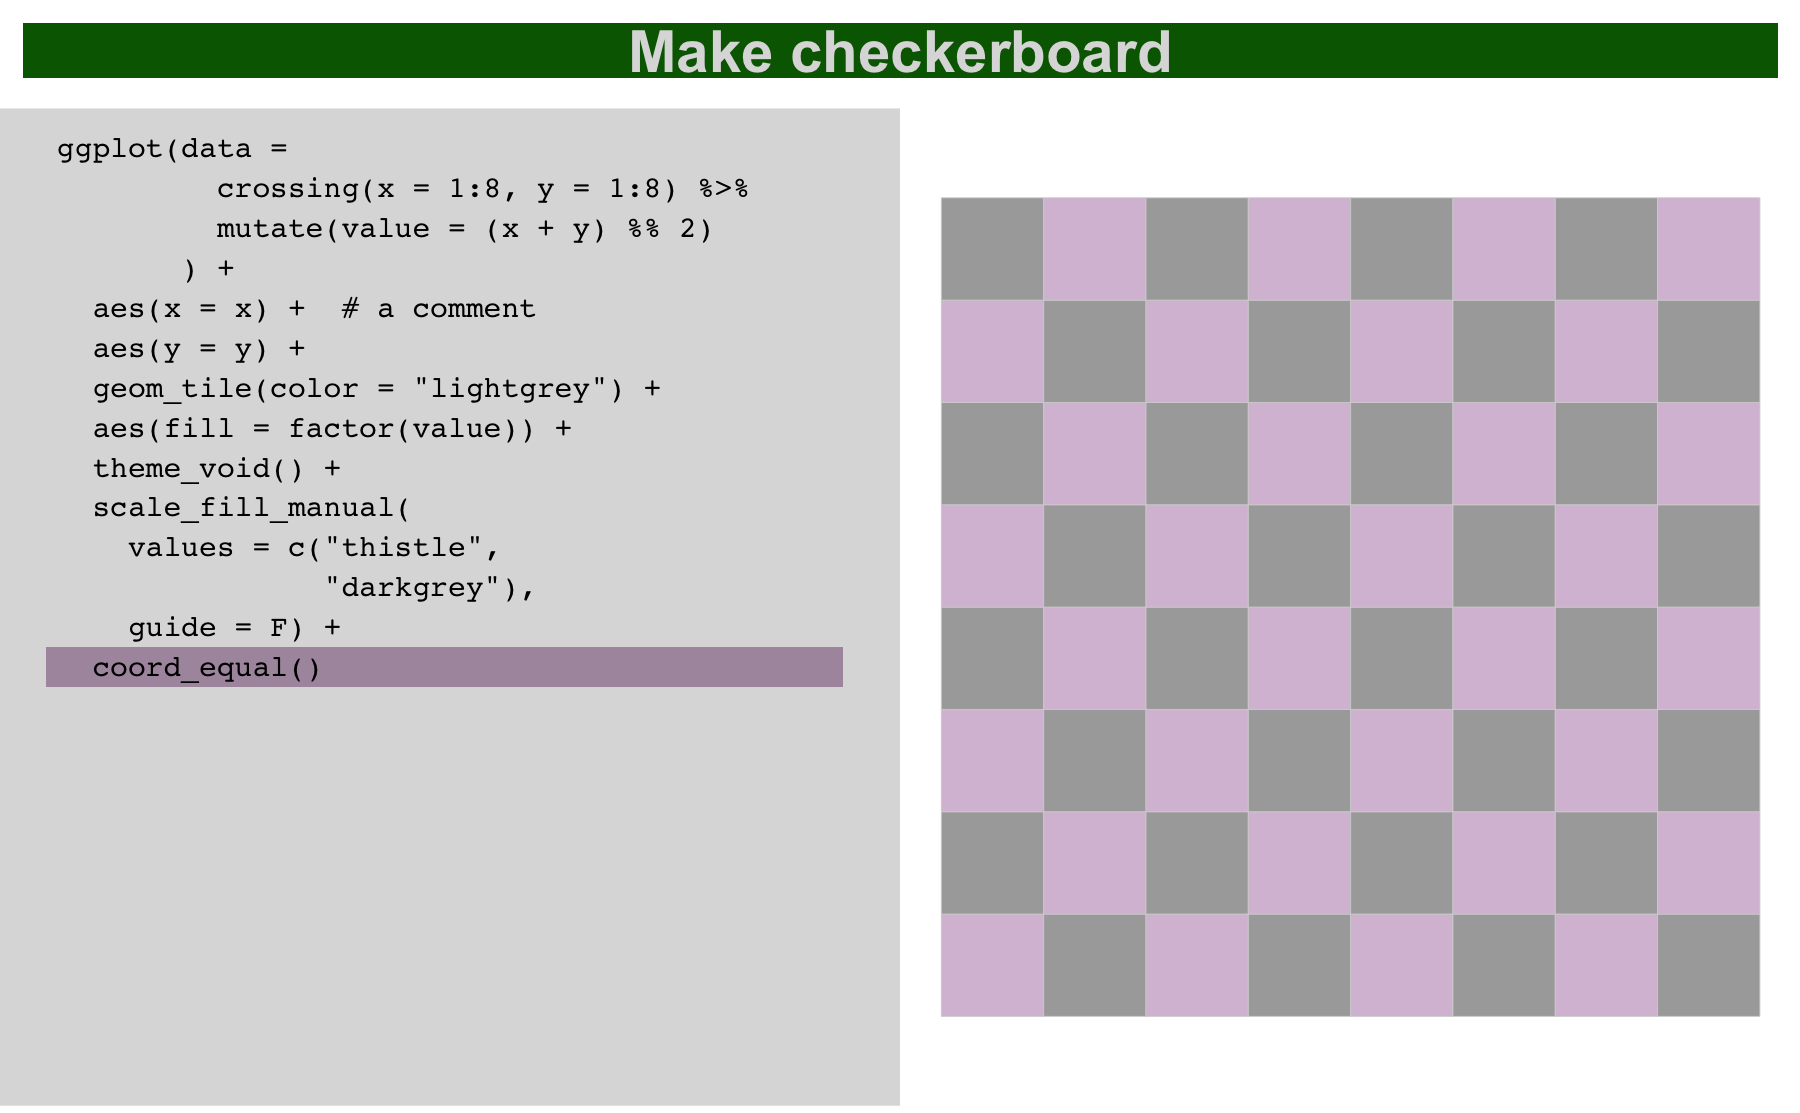 Make checkerboard
ggplot(data =
         crossing(x = 1:8, y = 1:8) %>%
         mutate(value = (x + y) %% 2)
       ) +
  aes(x = x) +  # a comment
  aes(y = y) +
  geom_tile(color = "lightgrey") +
  aes(fill = factor(value)) +
  theme_void() +
  scale_fill_manual(
    values = c("thistle",
               "darkgrey"),
    guide = F) +
  coord_equal()